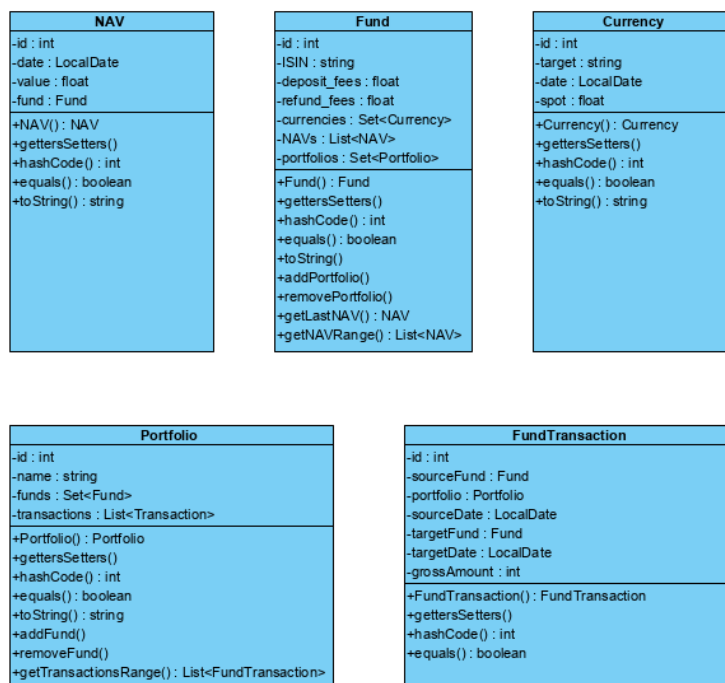 NAV
-id : int
-date : LocalDate
-value : float
-fund : Fund
+NAV() : NAV
+gettersSetters()
+hashCode() : int
+equals() : boolean
+toString() : string
Fund
-id : int
-ISIN : string
-deposit_fees : float
-refund_fees : float
-currencies : Set<Currency>
-NAVs : List<NAV>
-portfolios : Set<Portfolio>
+Fund() : Fund
+gettersSetters()
+hashCode() : int
+equals() : boolean
+toString()
+addPortfolio()
+removePortfolio()
+getLastNAV() : NAV
+getNAVRange() : List<NAV>
Currency
-id : int
-target : string
-date : LocalDate
-spot : float
+Currency() : Currency
+gettersSetters()
+hashCode() : int
+equals() : boolean
+toString() : string
Portfolio
-id : int
-name : string
-funds : Set<Fund>
-transactions : List<Transaction>
+Portfolio() : Portfolio
+gettersSetters()
+hashCode() : int
+equals() : boolean
+toString() : string
+addFund()
+removeFund()
+getTransactionsRange() : List<FundTransaction>
FundTransaction
-id : int
-sourceFund : Fund
-portfolio : Portfolio
-sourceDate : LocalDate
-targetFund : Fund
-targetDate : LocalDate
-grossAmount : int
+FundTransaction() : FundTransaction
+gettersSetters()
+hashCode() : int
+equals() : boolean